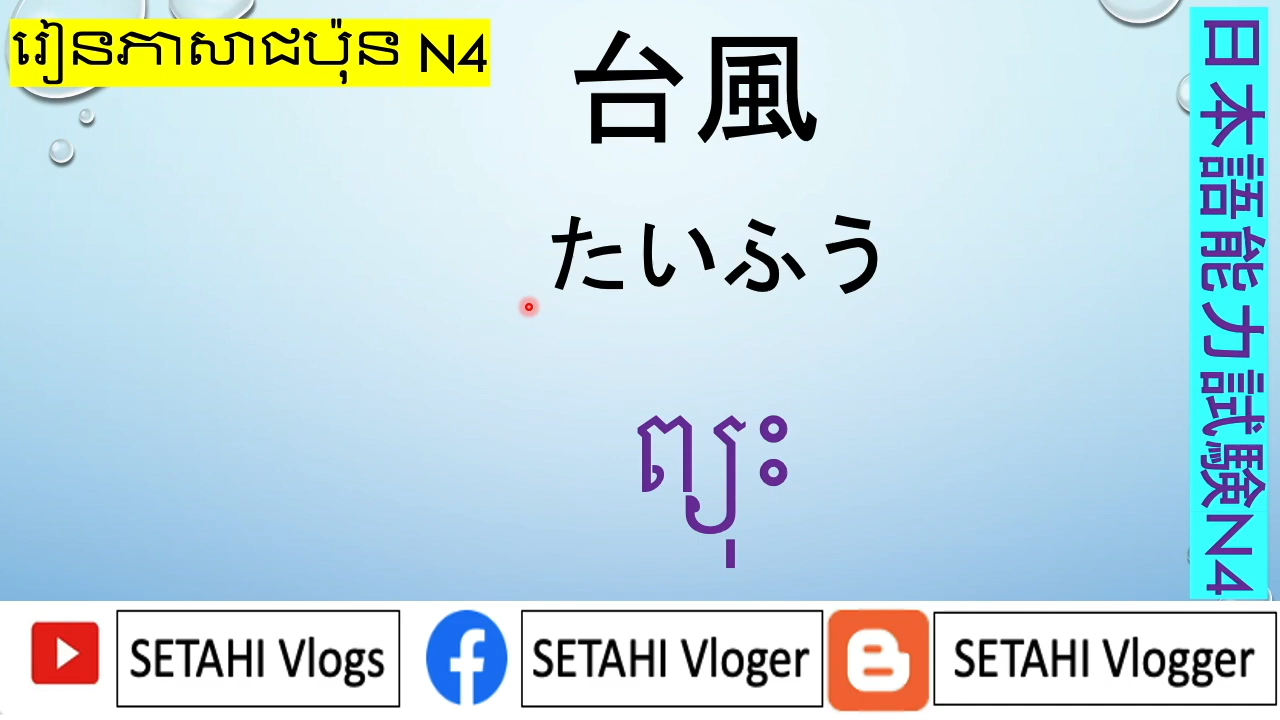 រៀនភាសាជប៉ុន N4
台風
たいふう
ព្យុះ
日本語能力試験N4
SETAHI Vlogs
SETAHI Vloger
SETAHI Vlogger